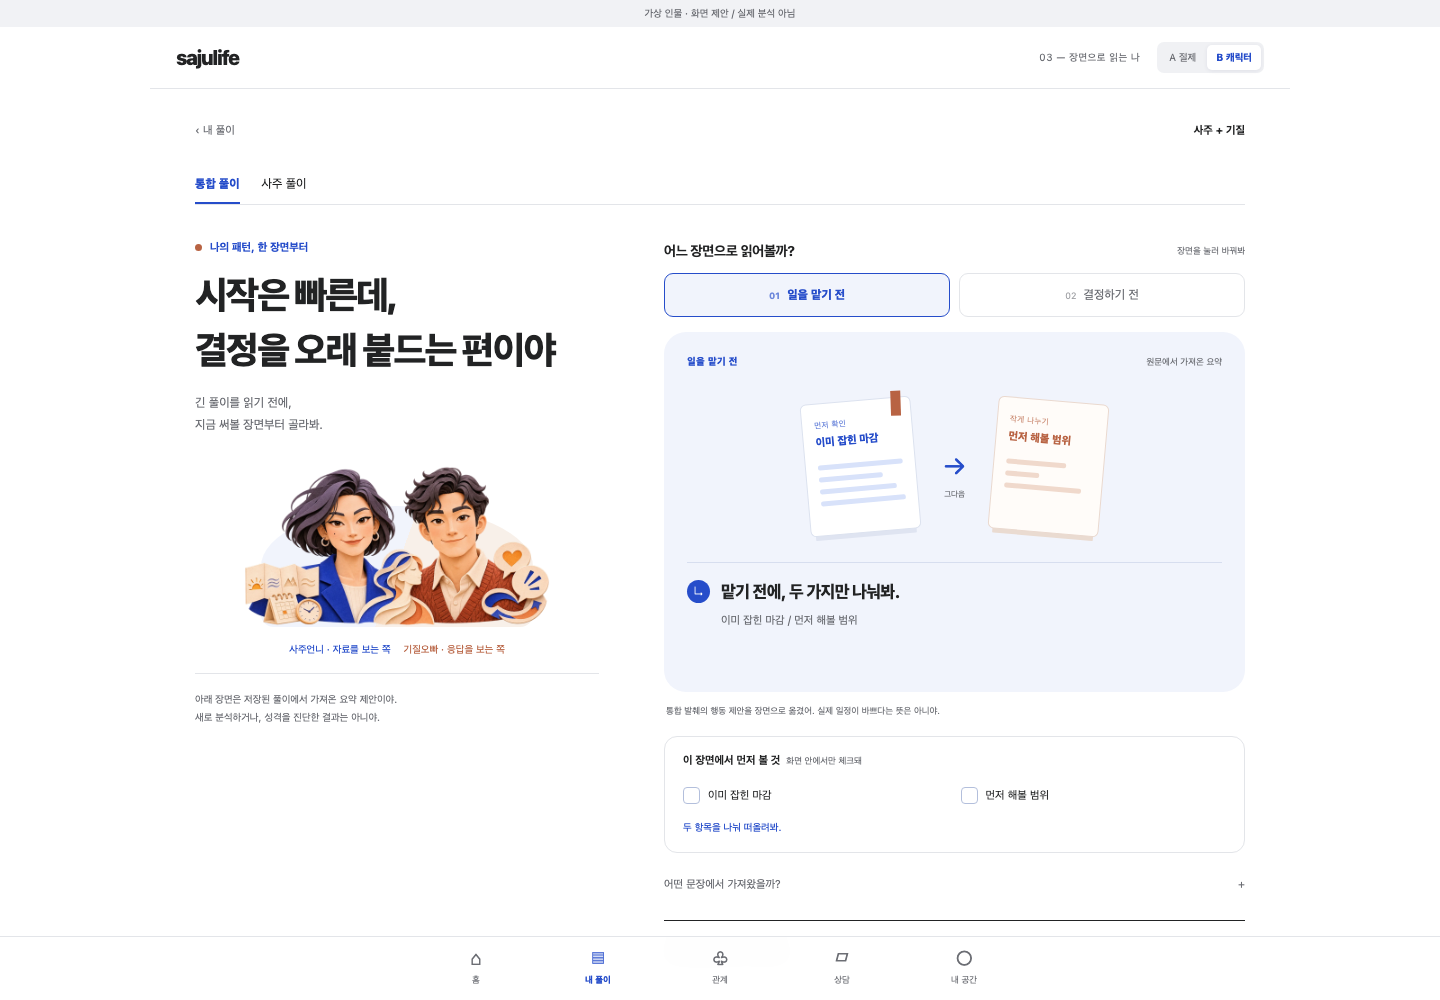 가상 인물 · 화면 제안 / 실제 분석 아님
sajulife
03 — 장면으로 읽는 나
A 절제
B 캐릭터
‹ 내 풀이
사주 + 기질
통합 풀이
사주 풀이
나의 패턴, 한 장면부터
시작은 빠른데,
결정을 오래 붙드는 편이야
긴 풀이를 읽기 전에,
지금 써볼 장면부터 골라봐.
사주언니 · 자료를 보는 쪽
기질오빠 · 응답을 보는 쪽
아래 장면은 저장된 풀이에서 가져온 요약 제안이야.
새로 분석하거나, 성격을 진단한 결과는 아니야.
어느 장면으로 읽어볼까?
장면을 눌러 바꿔봐
01 일을 맡기 전
02 결정하기 전
일을 맡기 전
원문에서 가져온 요약
먼저 확인
이미 잡힌 마감
그다음
작게 나누기
먼저 해볼 범위
맡기 전에, 두 가지만 나눠봐.
이미 잡힌 마감 / 먼저 해볼 범위
통합 발췌의 행동 제안을 장면으로 옮겼어. 실제 일정이 바쁘다는 뜻은 아니야.
이 장면에서 먼저 볼 것 화면 안에서만 체크돼
이미 잡힌 마감
먼저 해볼 범위
두 항목을 나눠 떠올려봐.
어떤 문장에서 가져왔을까?
+
홈
내 풀이
관계
상담
내 공간